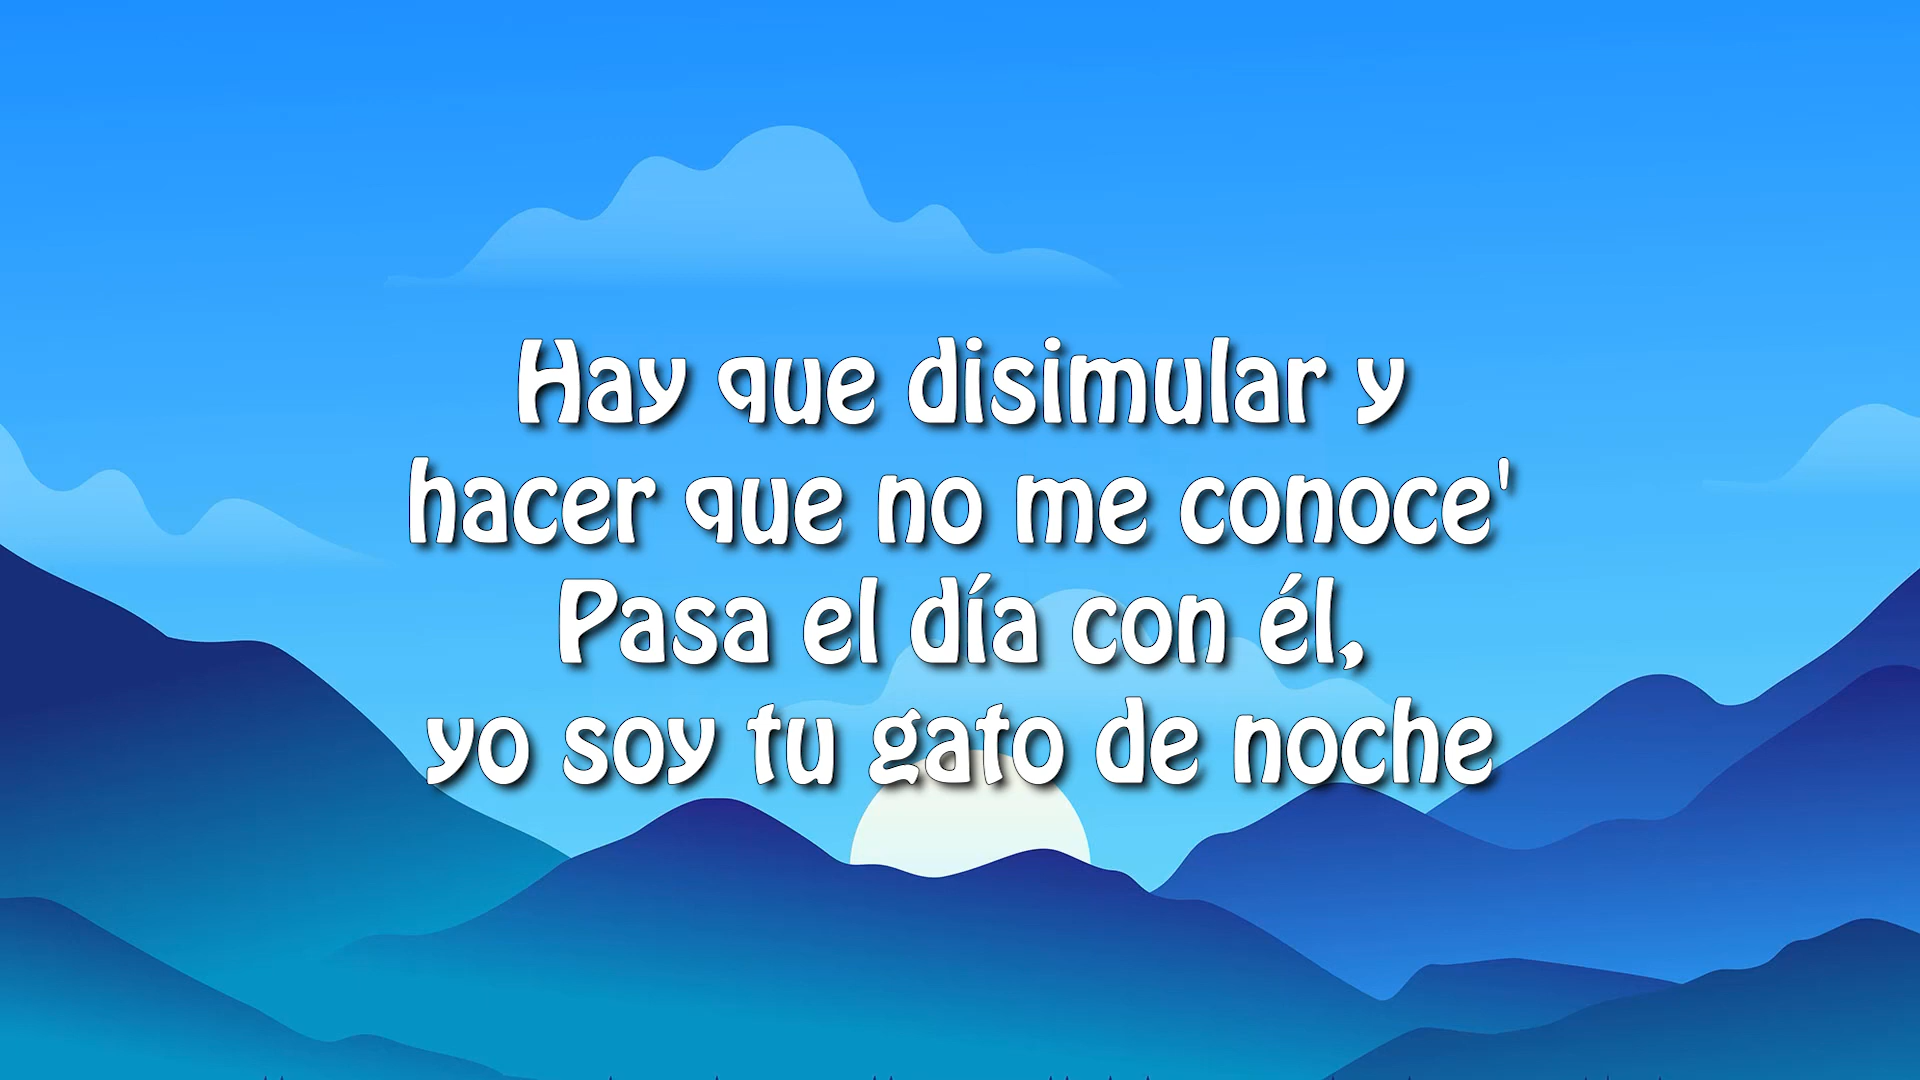 Hay que disimular y
hacer que no me conoce'
Pasa el día con él,
yo soy tu gato de noche